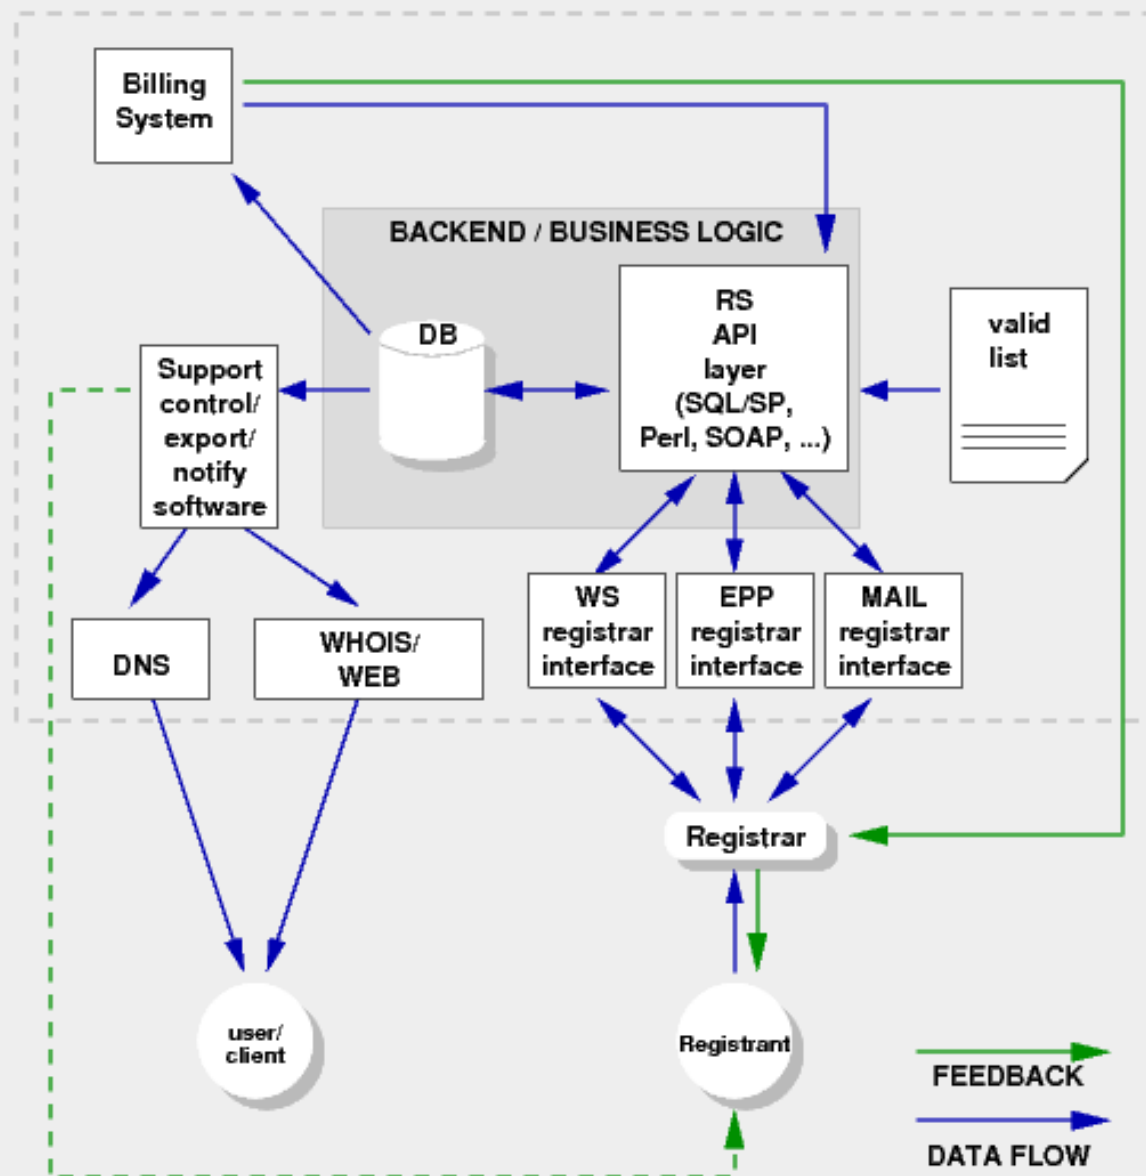 Billing
System
BACKEND / BUSINESS LOGIC
RS
API
layer
(SQL/SP,
Perl, SOAP, ...)
valid
list
DB
Support
control/
export/
notify
software
DNS
WHOIS/
WEB
WS
registrar
interface
EPP
registrar
interface
MAIL
registrar
interface
Registrar
user/
client
Registrant
FEEDBACK
DATA FLOW